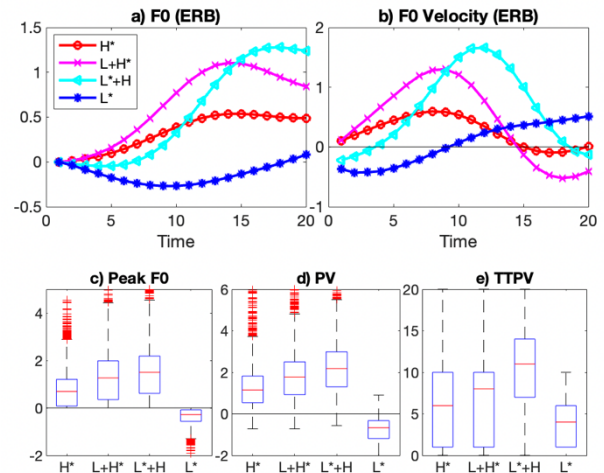 a) F0 (ERB)
b) F0 Velocity (ERB)
1.5
1
0.5
0
-0.5
H*
L+H*
L*+H
L*
0 5 10 15 20
Time
2
1
0
-1
0 5 10 15 20
Time
c) Peak F0
d) PV
e) TTPV
4
2
0
-2
H* L+H* L*+H L*
6
4
2
0
-2
H* L+H* L*+H L*
20
15
10
5
0
H* L+H* L*+H L*